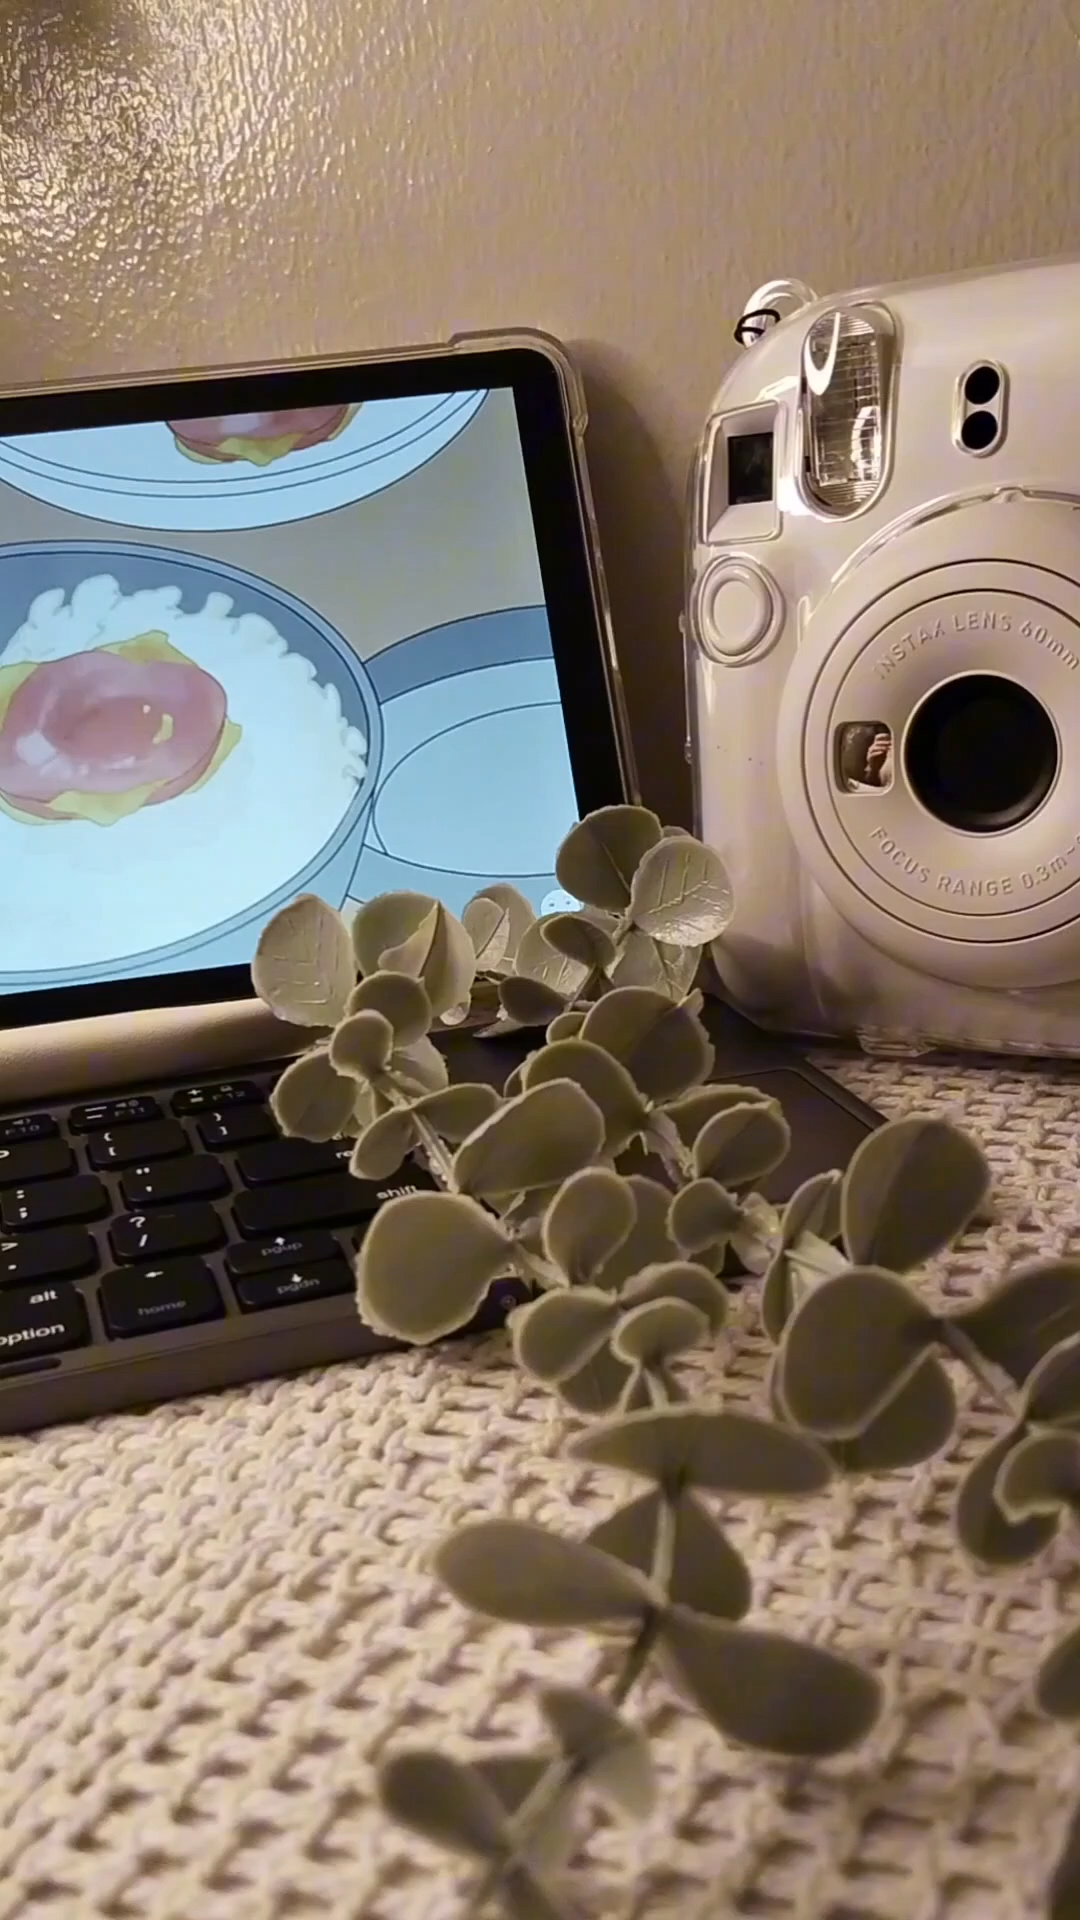 INSTAX LENS 60mm
FOCUS RANGE 0.3m-
F10
F11
F12
{
[
}
]
: ;
" '
shift
>
.
?
/
pgup
pgdn
alt
option
home